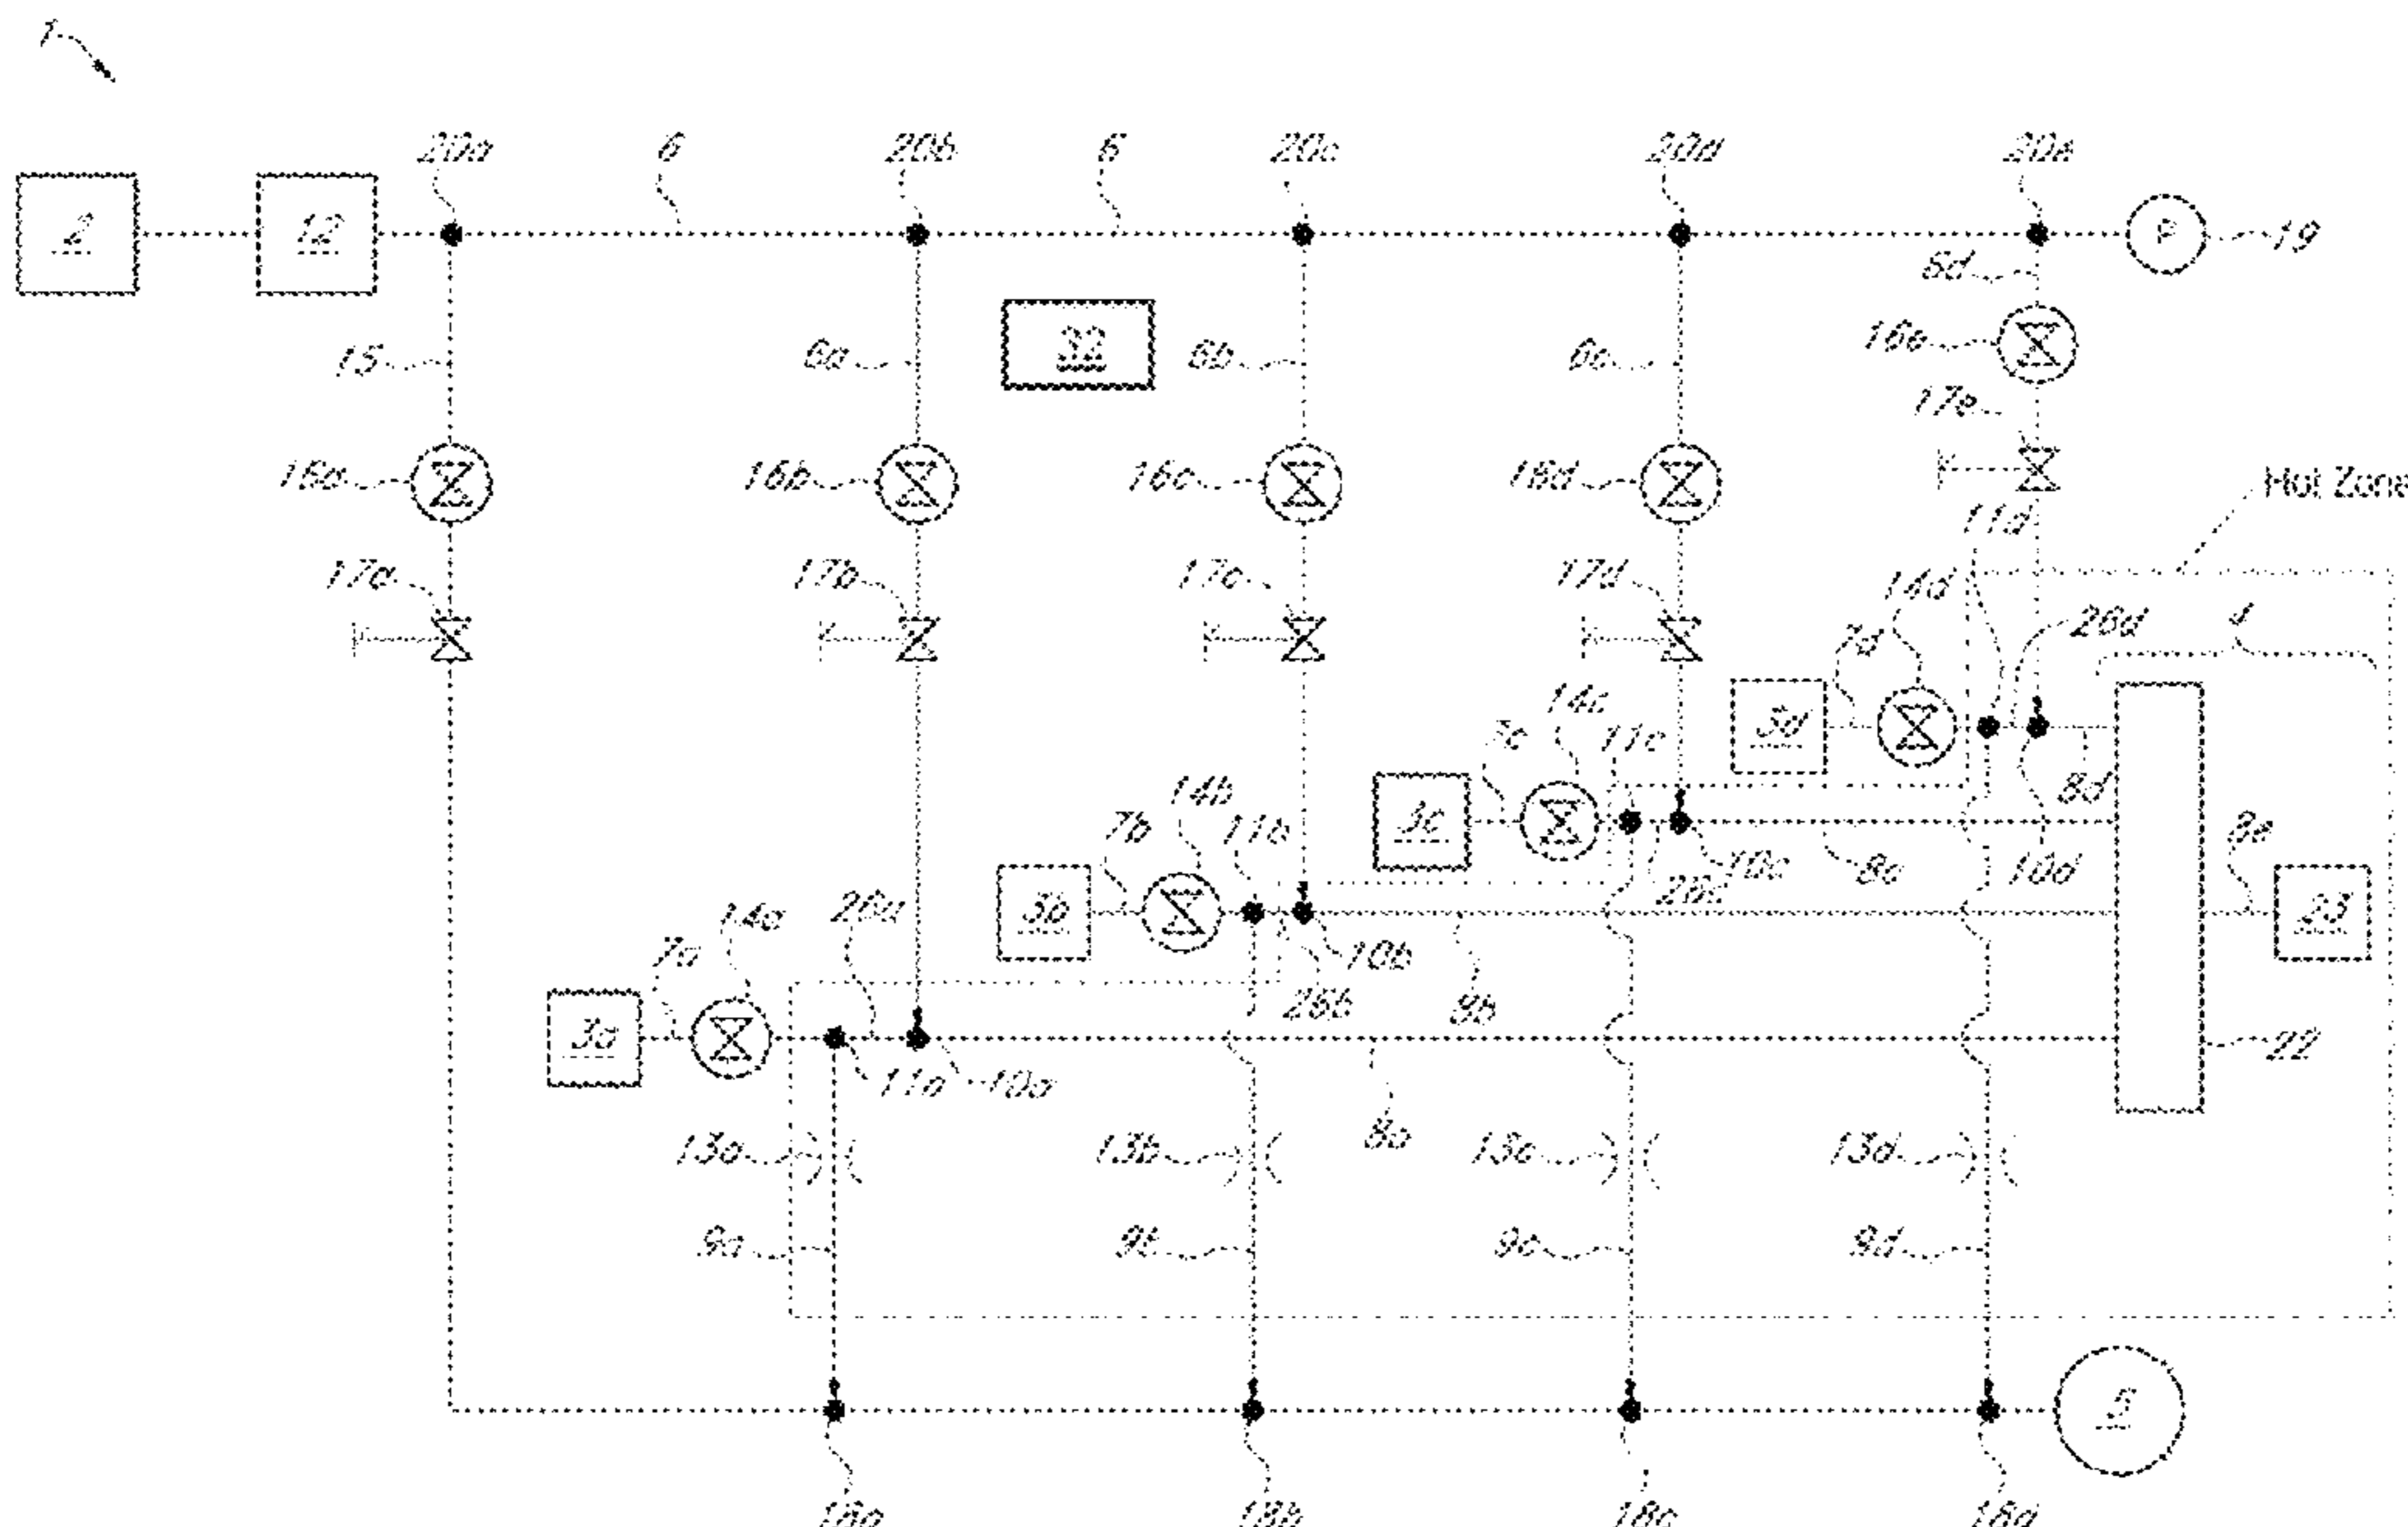 1
20a 6 20b 6 20c 20d 20e
2 12 P 19
6d
15 6a 32 6b 6c 16e
17e
16a 16b 16c 16d Hot Zone
11d
17a 17b 17c 17d 14d
7d 26d 4
14c 3d
7c 11c
14b 8d
7b 11b 3c 8e
10c 8c 10d
26c
14a 26a 3b 23
7a 10b
26b 8b
3a 22
11a 10a
13a 13b 8a 13c 13d
9a 9b 9c 9d
5
18a 18b 18c 18d